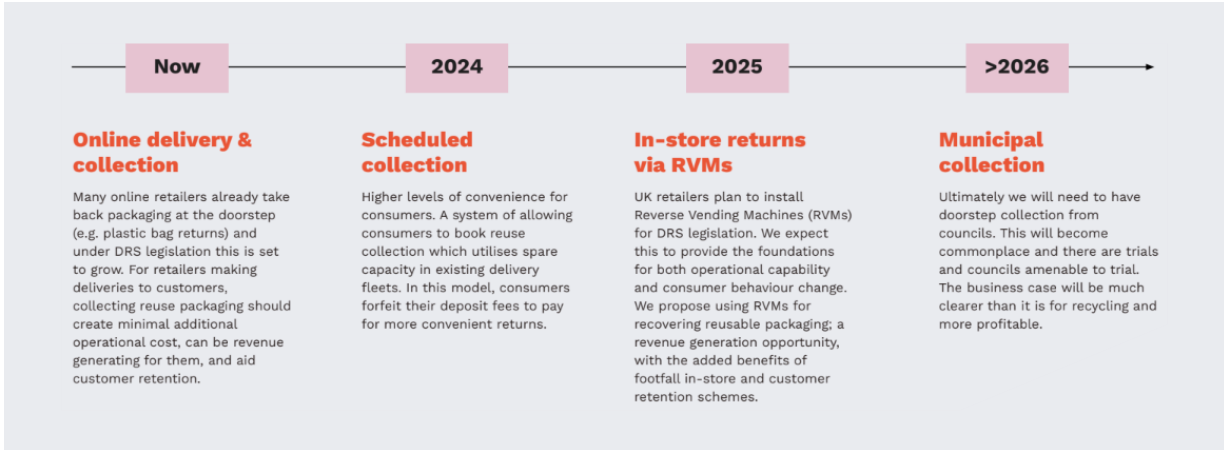 Now
2024
2025
>2026
Online delivery &
collection
Many online retailers already take
back packaging at the doorstep
(e.g. plastic bag returns) and
under DRS legislation this is set
to grow. For retailers making
deliveries to customers,
collecting reuse packaging should
create minimal additional
operational cost, can be revenue
generating for them, and aid
customer retention.
Scheduled
collection
Higher levels of convenience for
consumers. A system of allowing
consumers to book reuse
collection which utilises spare
capacity in existing delivery
fleets. In this model, consumers
forfeit their deposit fees to pay
for more convenient returns.
In-store returns
via RVMs
UK retailers plan to install
Reverse Vending Machines (RVMs)
for DRS legislation. We expect
this to provide the foundations
for both operational capability
and consumer behaviour change.
We propose using RVMs for
recovering reusable packaging; a
revenue generation opportunity,
with the added benefits of
footfall in-store and customer
retention schemes.
Municipal
collection
Ultimately we will need to have
doorstep collection from
councils. This will become
commonplace and there are trials
and councils amenable to trial.
The business case will be much
clearer than it is for recycling and
more profitable.